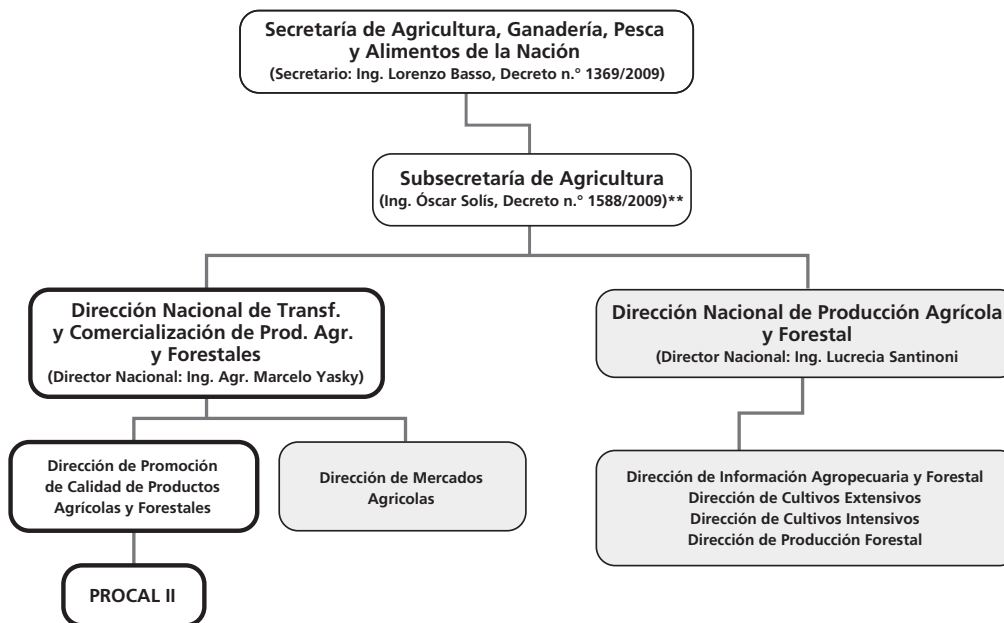 Secretaría de Agricultura, Ganadería, Pesca
y Alimentos de la Nación
(Secretario: Ing. Lorenzo Basso, Decreto n.° 1369/2009)
Subsecretaría de Agricultura
(Ing. Óscar Solís, Decreto n.° 1588/2009)**
Dirección Nacional de Transf.
y Comercialización de Prod. Agr.
y Forestales
(Director Nacional: Ing. Agr. Marcelo Yasky)
Dirección Nacional de Producción Agrícola
y Forestal
(Director Nacional: Ing. Lucrecia Santinoni
Dirección de Promoción
de Calidad de Productos
Agrícolas y Forestales
Dirección de Mercados
Agricolas
Dirección de Información Agropecuaria y Forestal
Dirección de Cultivos Extensivos
Dirección de Cultivos Intensivos
Dirección de Producción Forestal
PROCAL II